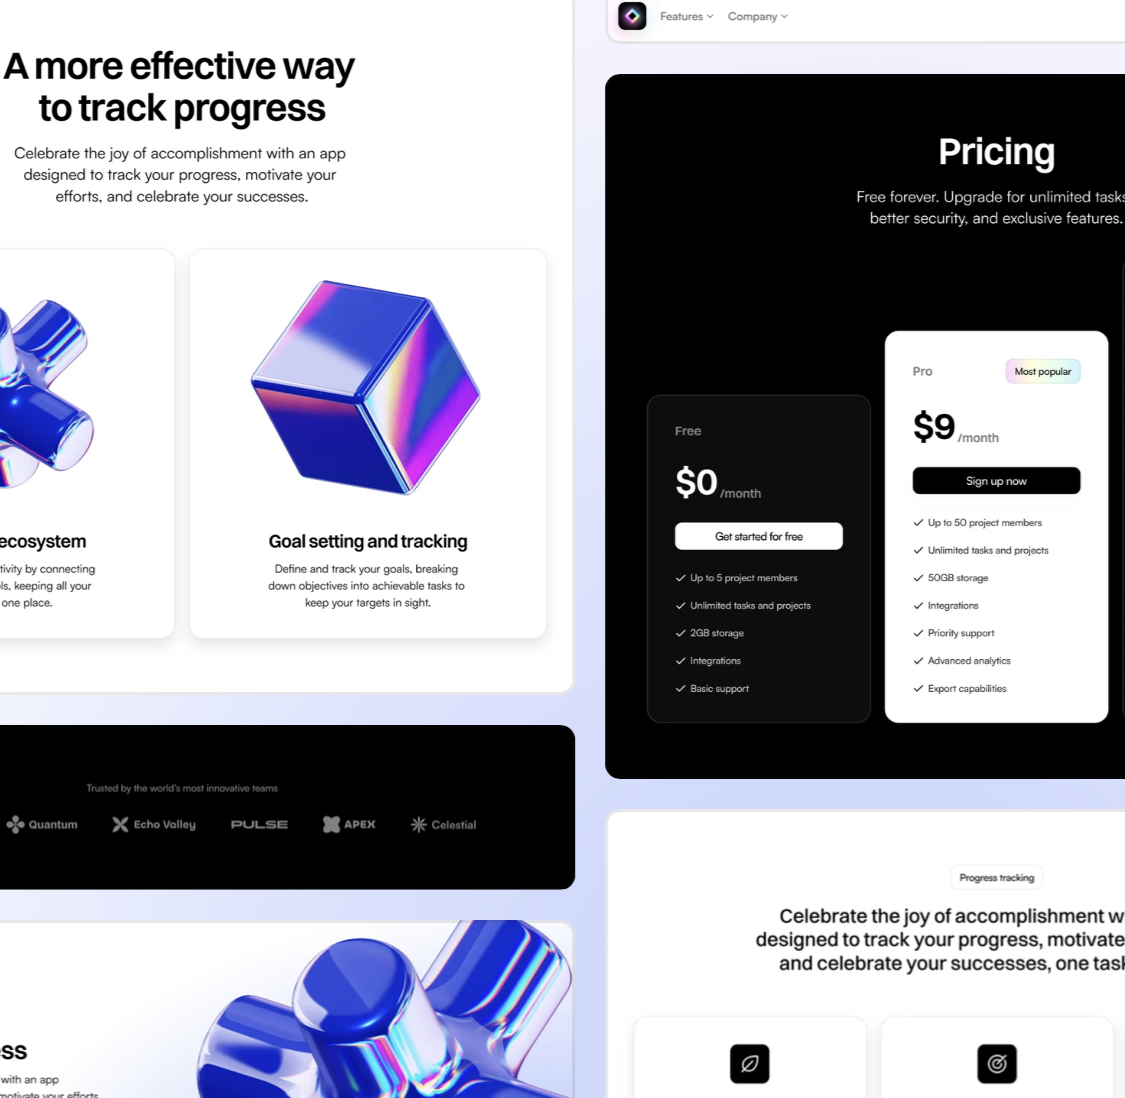 A more effective way
to track progress
Celebrate the joy of accomplishment with an app
designed to track your progress, motivate your
efforts, and celebrate your successes.
ecosystem
tivity by connecting
ls, keeping all your
one place.
Goal setting and tracking
Define and track your goals, breaking
down objectives into achievable tasks to
keep your targets in sight.
Trusted by the world's most innovative teams
Quantum
Echo Valley
PULSE
APEX
Celestial
ess
with an app
motivate your efforts
Features
Company
Pricing
Free forever. Upgrade for unlimited tasks
better security, and exclusive features.
Free
$0 /month
Get started for free
Up to 5 project members
Unlimited tasks and projects
2GB storage
Integrations
Basic support
Pro
Most popular
$9 /month
Sign up now
Up to 50 project members
Unlimited tasks and projects
50GB storage
Integrations
Priority support
Advanced analytics
Export capabilities
Progress tracking
Celebrate the joy of accomplishment w
designed to track your progress, motivate
and celebrate your successes, one task